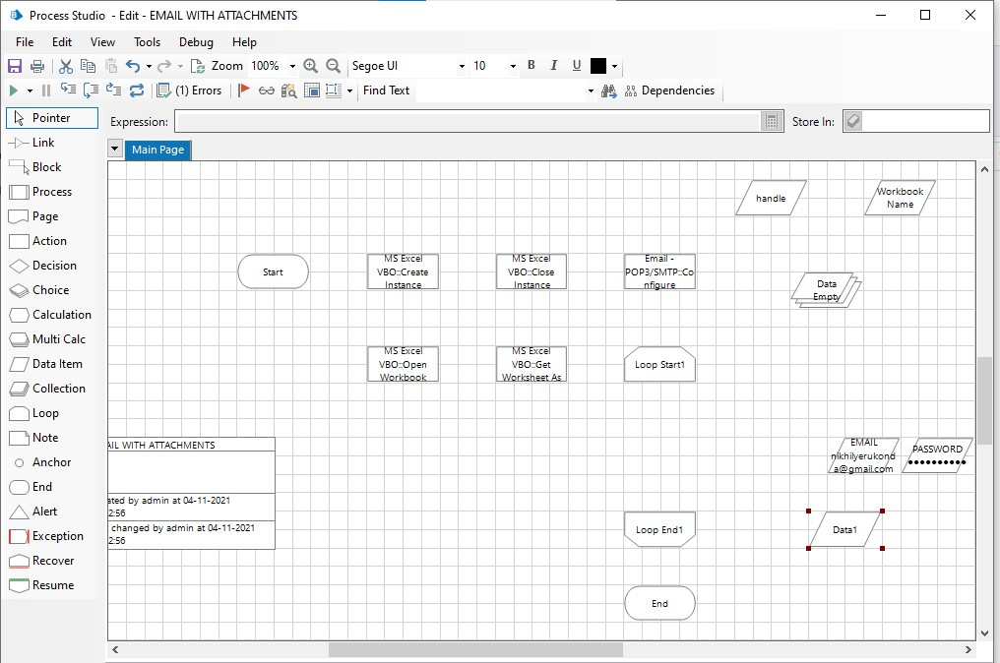 Process Studio - Edit - EMAIL WITH ATTACHMENTS
File Edit View Tools Debug Help
Zoom 100% Segoe UI 10 B I U
(1) Errors Find Text Dependencies
Pointer
Link
Block
Process
Page
Action
Decision
Choice
Calculation
Multi Calc
Data Item
Collection
Loop
Note
Anchor
End
Alert
Exception
Recover
Resume
Expression: Store In:
Main Page
handle
Workbook
Name
Start
MS Excel
VBO::Create
Instance
MS Excel
VBO::Close
Instance
Email -
POP3/SMTP::Co
nfigure
Data
Empty
MS Excel
VBO::Open
Workbook
MS Excel
VBO::Get
Worksheet As
Loop Start1
AIL WITH ATTACHMENTS
ated by admin at 04-11-2021
2:56
changed by admin at 04-11-2021
2:56
EMAIL
nikhilyerukond
a@gmail.com
PASSWORD
••••••••••
Loop End1
Data1
End